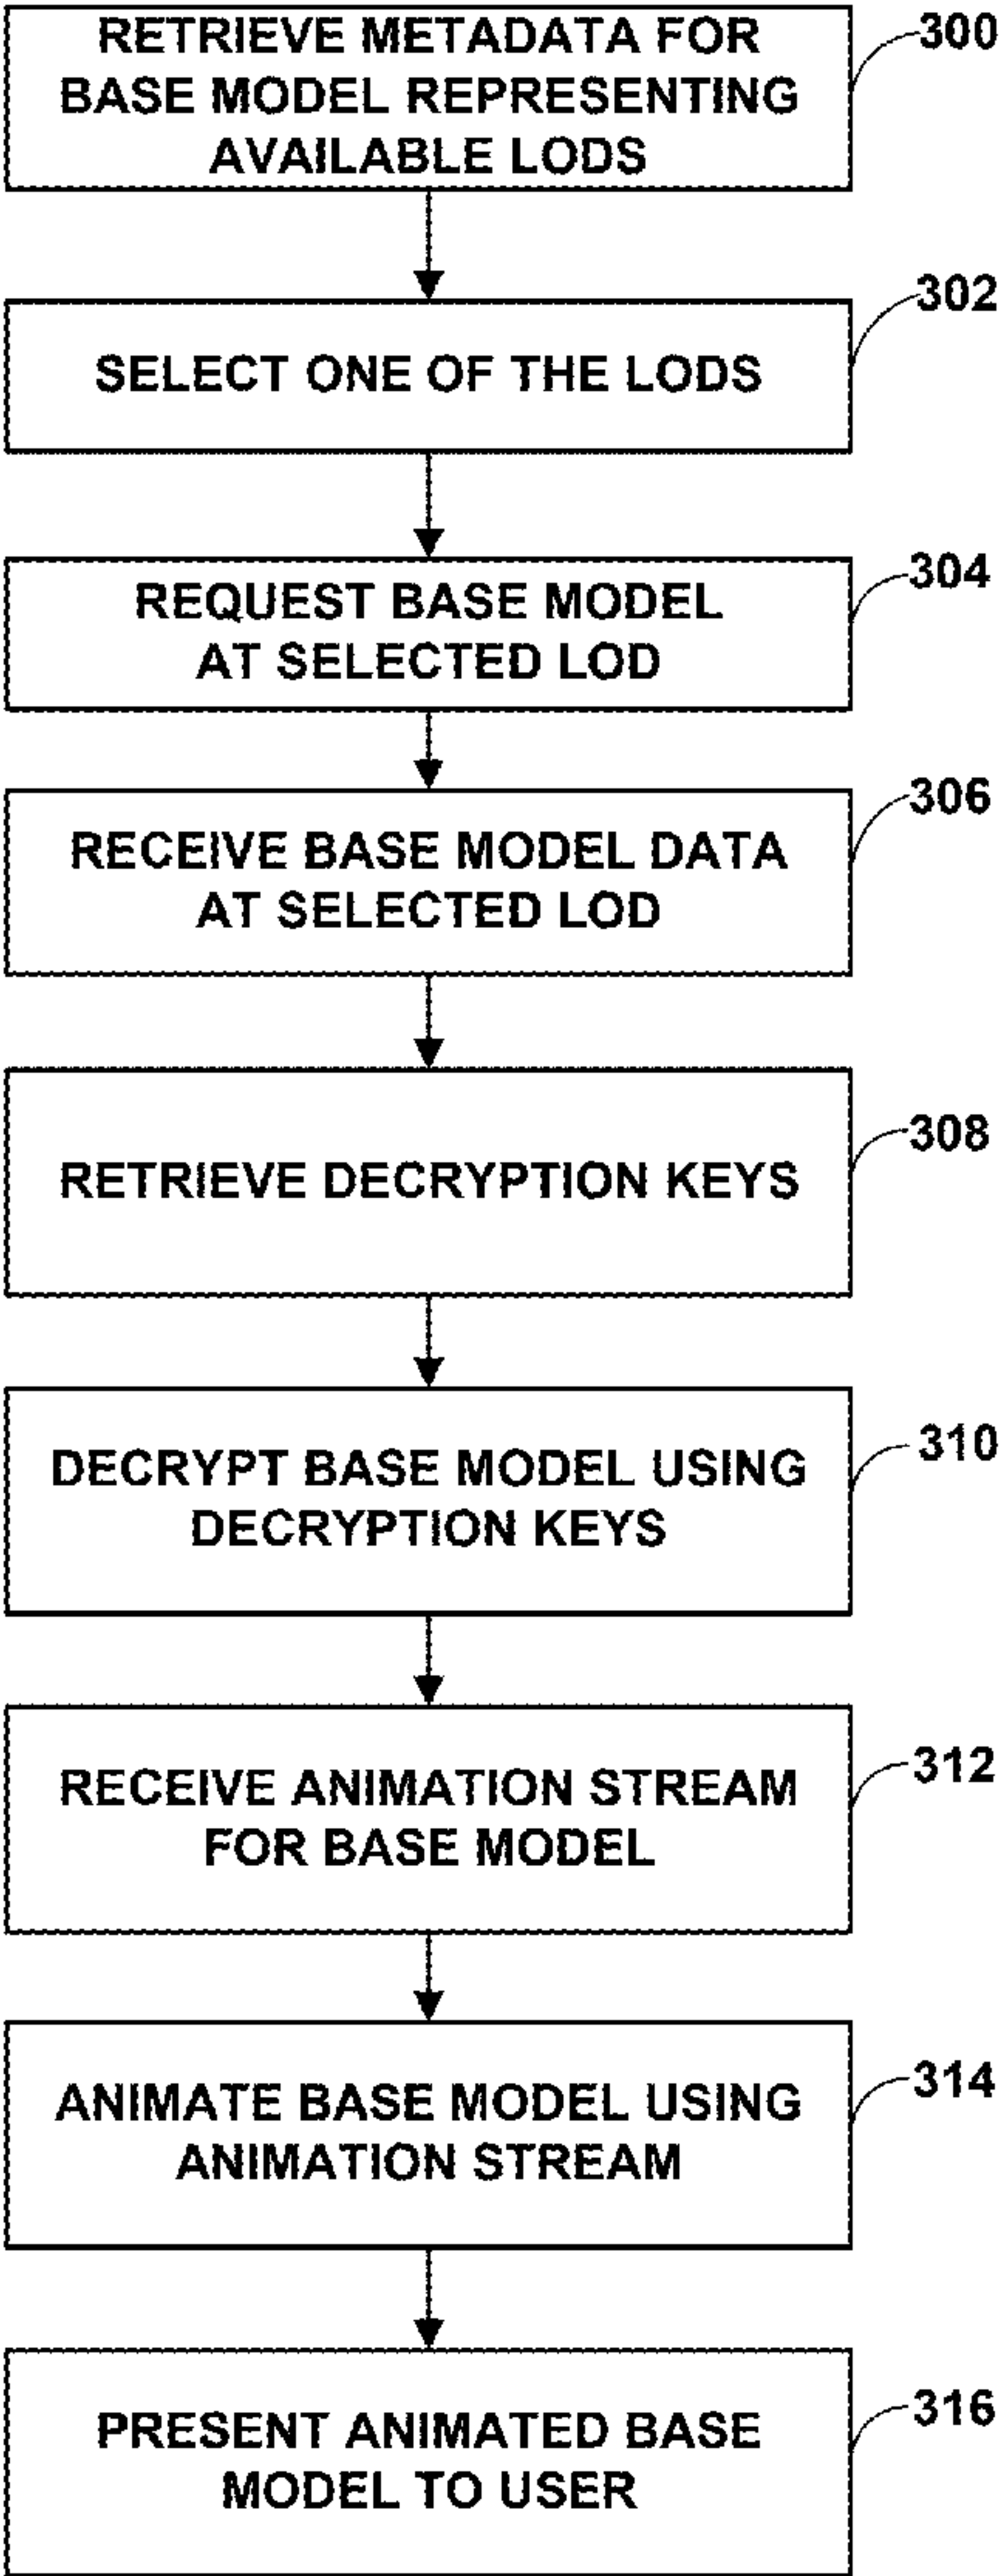 RETRIEVE METADATA FOR
BASE MODEL REPRESENTING
AVAILABLE LODS
300
SELECT ONE OF THE LODS
302
REQUEST BASE MODEL
AT SELECTED LOD
304
RECEIVE BASE MODEL DATA
AT SELECTED LOD
306
RETRIEVE DECRYPTION KEYS
308
DECRYPT BASE MODEL USING
DECRYPTION KEYS
310
RECEIVE ANIMATION STREAM
FOR BASE MODEL
312
ANIMATE BASE MODEL USING
ANIMATION STREAM
314
PRESENT ANIMATED BASE
MODEL TO USER
316